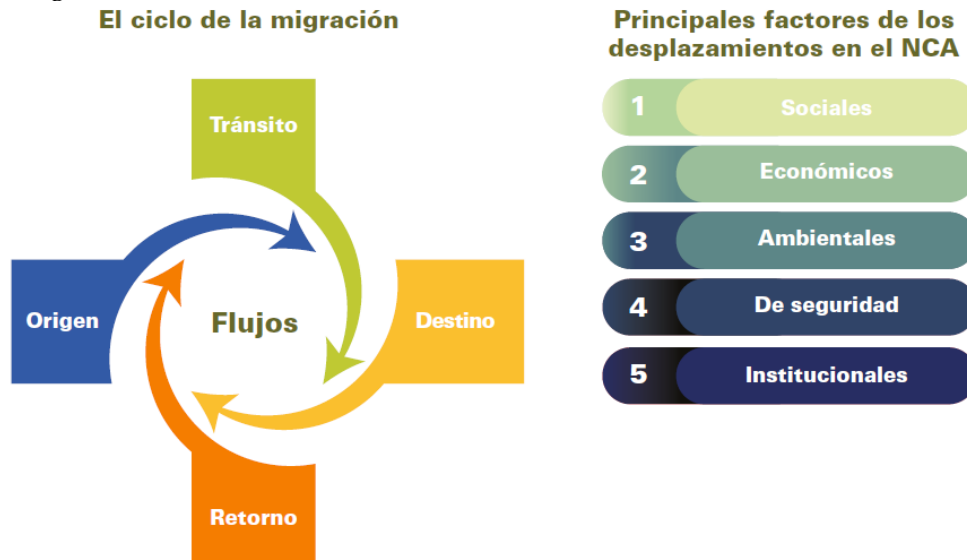 El ciclo de la migración
Tránsito
Origen
Flujos
Destino
Retorno
Principales factores de los
desplazamientos en el NCA
1 Sociales
2 Económicos
3 Ambientales
4 De seguridad
5 Institucionales